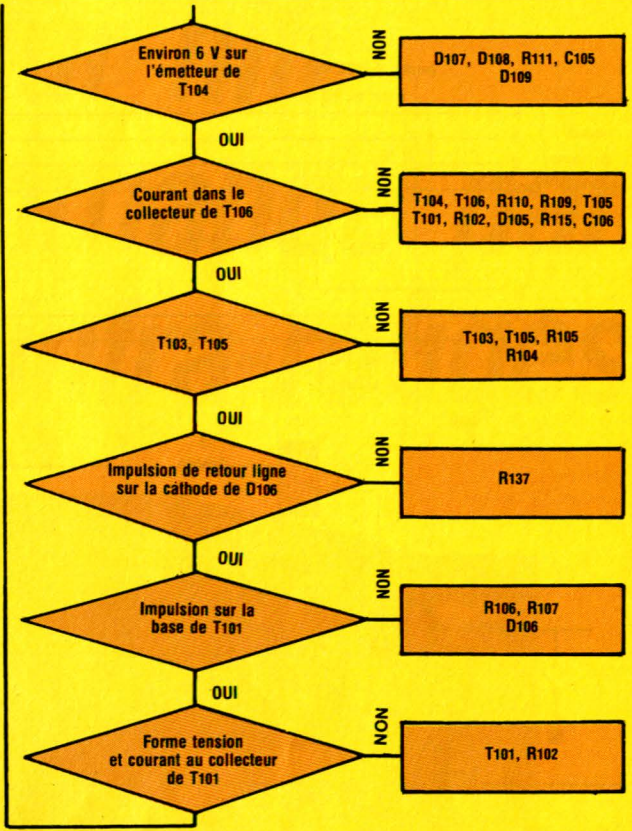 Environ 6 V sur
l'émetteur de
T104
NON
D107, D108, R111, C105
D109
OUI
Courant dans le
collecteur de T106
NON
T104, T106, R110, R109, T105
T101, R102, D105, R115, C106
OUI
T103, T105
NON
T103, T105, R105
R104
OUI
Impulsion de retour ligne
sur la cathode de D106
NON
R137
OUI
Impulsion sur la
base de T101
NON
R106, R107
D106
OUI
Forme tension
et courant au collecteur
de T101
NON
T101, R102